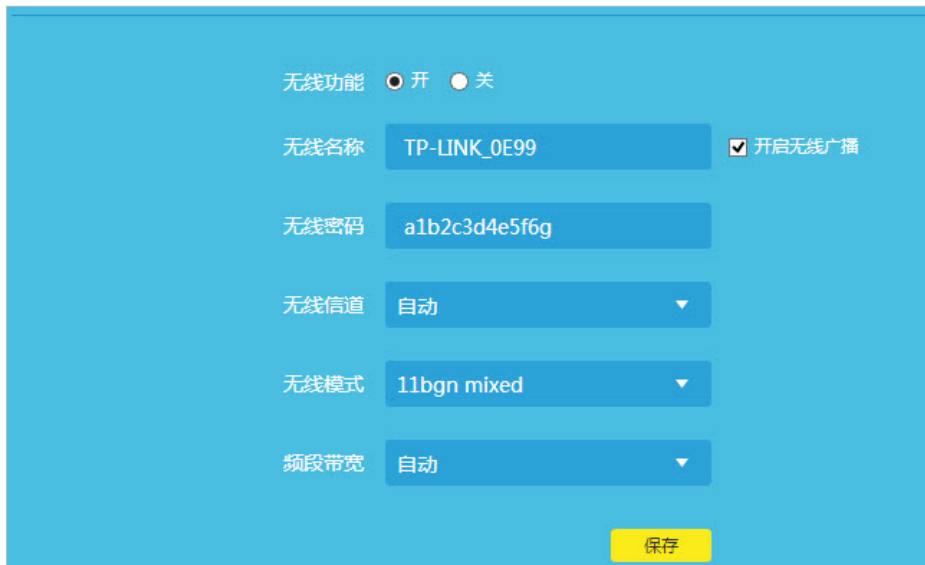 无线功能 开 关
无线名称 TP-LINK_0E99 开启无线广播
无线密码 a1b2c3d4e5f6g
无线信道 自动
无线模式 11bgn mixed
频段带宽 自动
保存